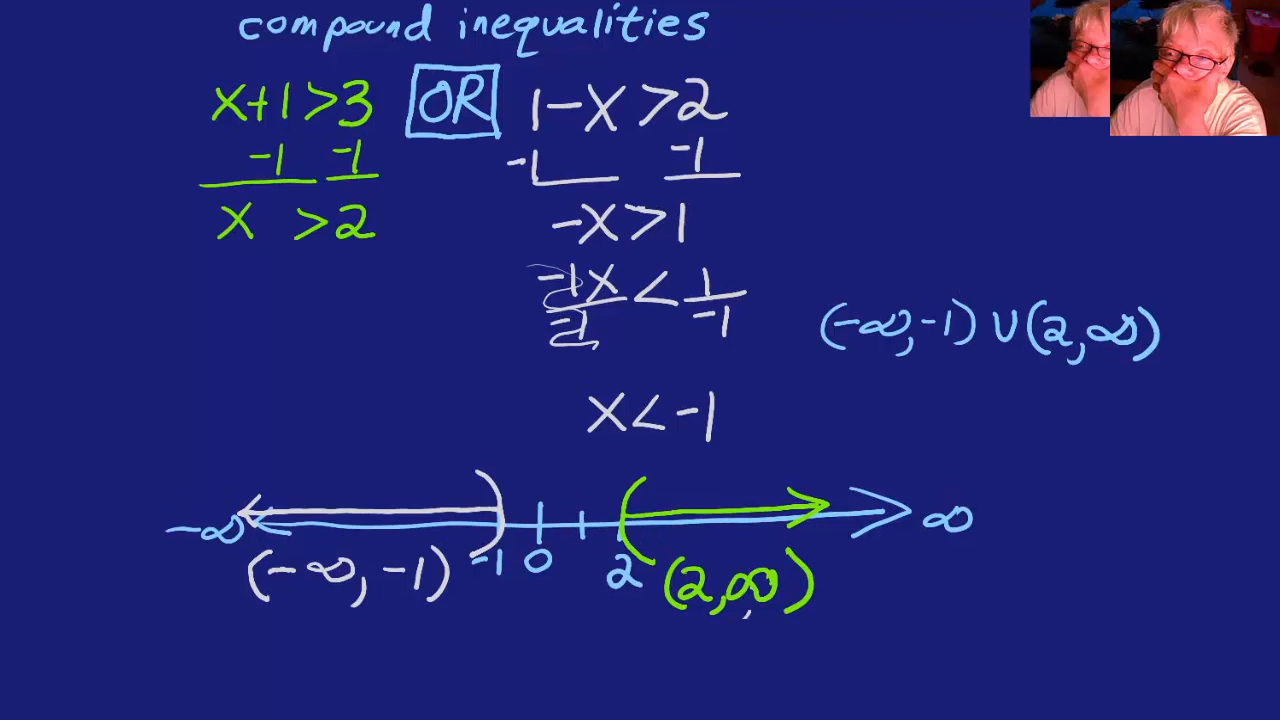 compound inequalities
x+1>3 OR 1-x>2
-1 -1 -1 -1
x >2 -x>1
-1x/-1 < 1/-1
(-∞,-1)∪(2,∞)
x<-1
-∞ ∞
(-∞,-1) -1 0 2 (2,∞)